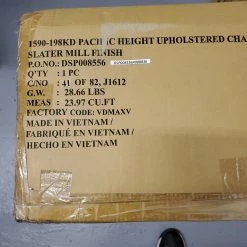 1590-198KD PACIFIC HEIGHT UPHOLSTERED CHA
SLATER MILL FINISH
P.O.NO.: DSP008556
Q'TY : 1 PC
C/NO : 41 OF 82, J1612
G.W. : 28.66 LBS
MEAS : 23.97 CU.FT
FACTORY CODE: VDMAXV
MADE IN VIETNAM /
FABRIQUÉ EN VIETNAM /
HECHO EN VIETNAM